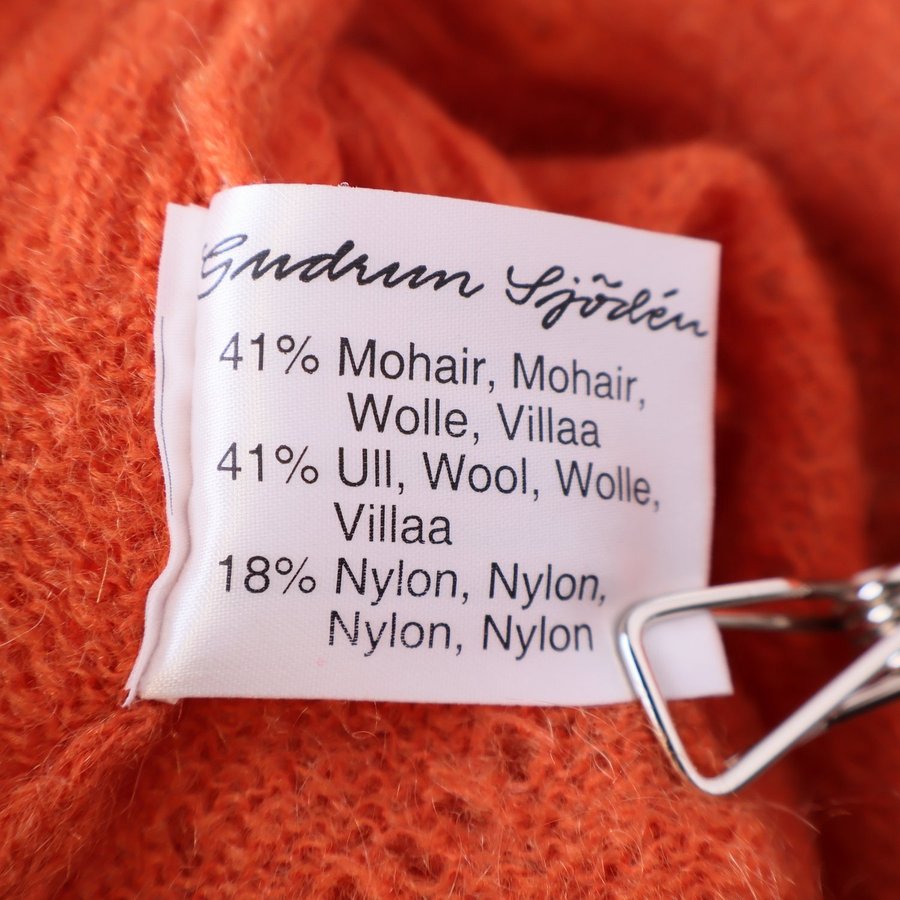 Gudrun Sjödén
41% Mohair, Mohair,
Wolle, Villaa
41% Ull, Wool, Wolle,
Villaa
18% Nylon, Nylon,
Nylon, Nylon